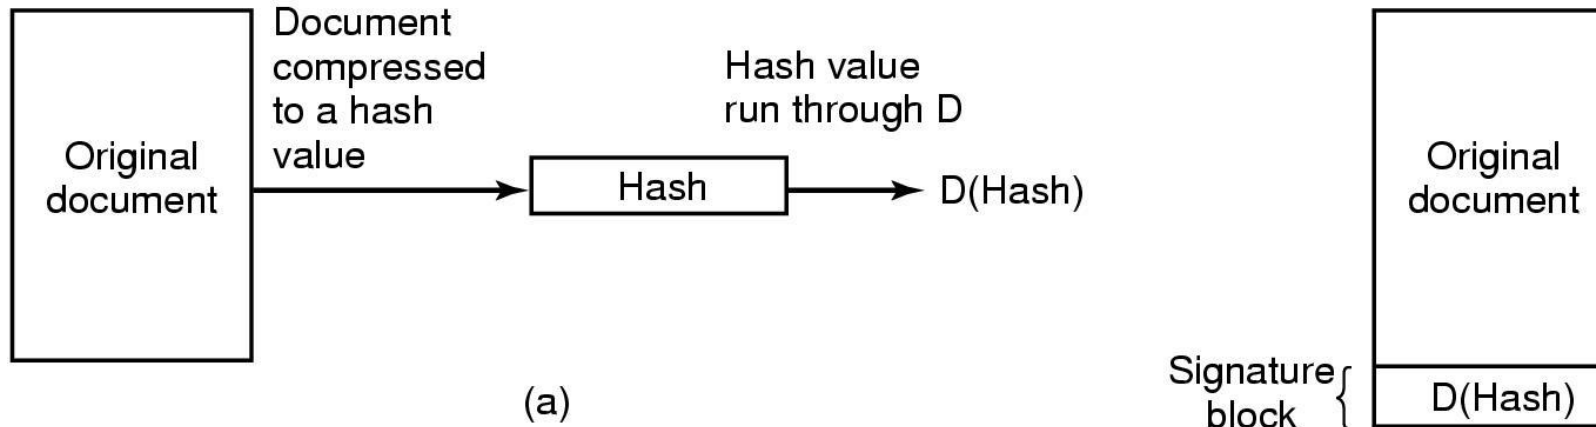 Original
document
Document
compressed
to a hash
value
Hash
Hash value
run through D
D(Hash)
(a)
Original
document
Signature
block
D(Hash)